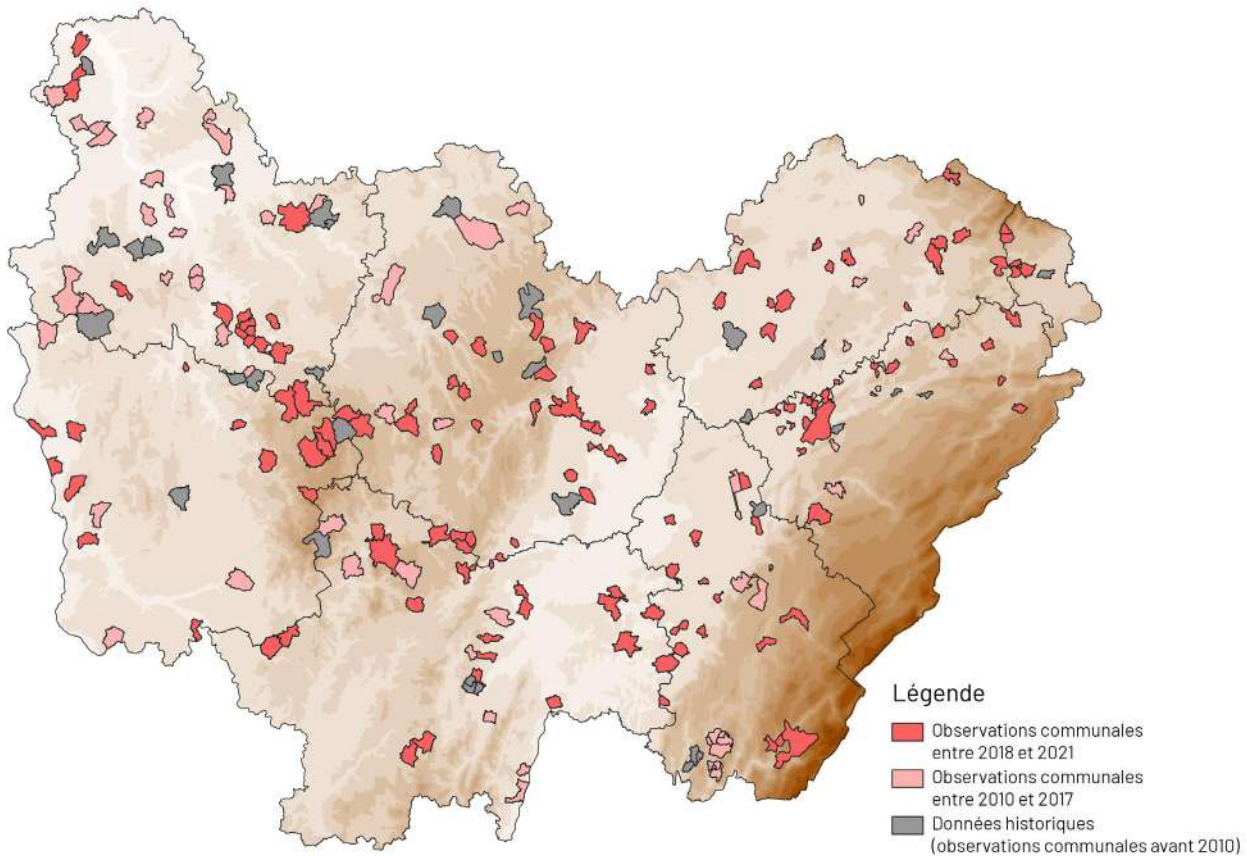 Légende
Observations communales
entre 2018 et 2021
Observations communales
entre 2010 et 2017
Données historiques
(observations communales avant 2010)